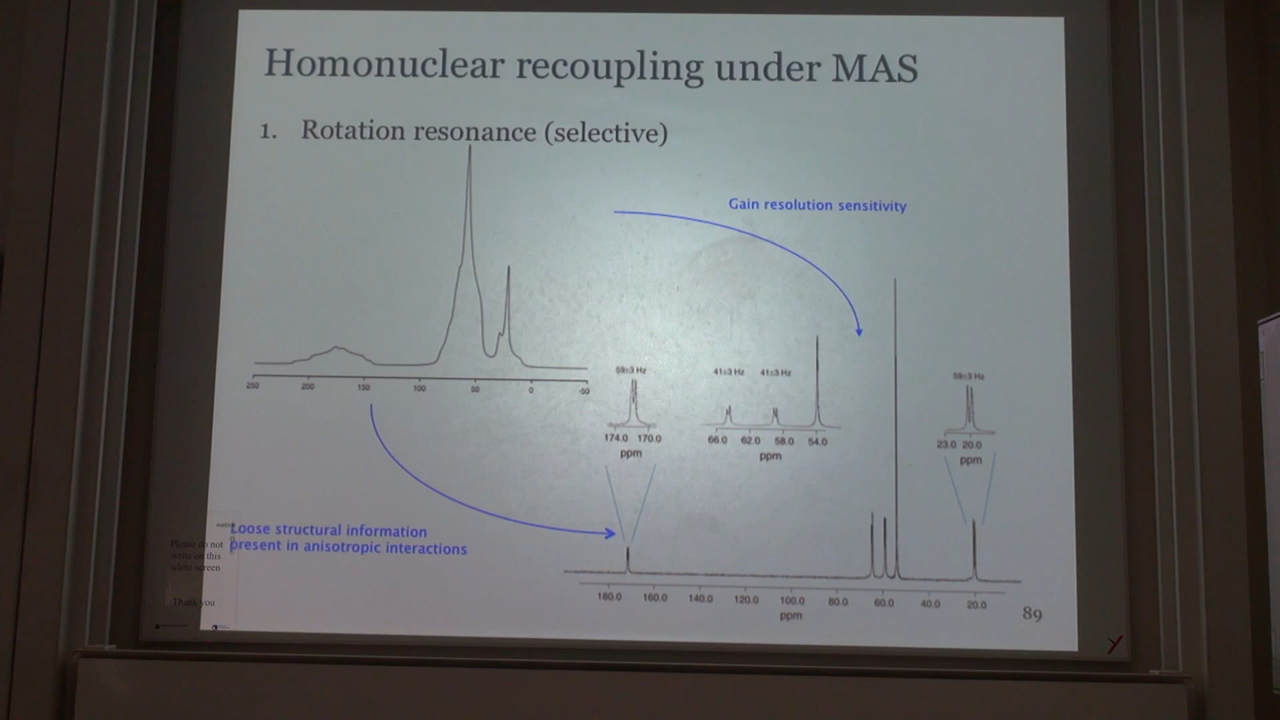 Homonuclear recoupling under MAS
1. Rotation resonance (selective)
Gain resolution sensitivity
250 200 150 100 50 0 -50
59±3 Hz
174.0 170.0
ppm
41±3 Hz 41±3 Hz
66.0 62.0 58.0 54.0
ppm
59±3 Hz
23.0 20.0
ppm
Loose structural information
present in anisotropic interactions
Please do not
write on this
white screen
Thank you
180.0 160.0 140.0 120.0 100.0 80.0 60.0 40.0 20.0
ppm
89